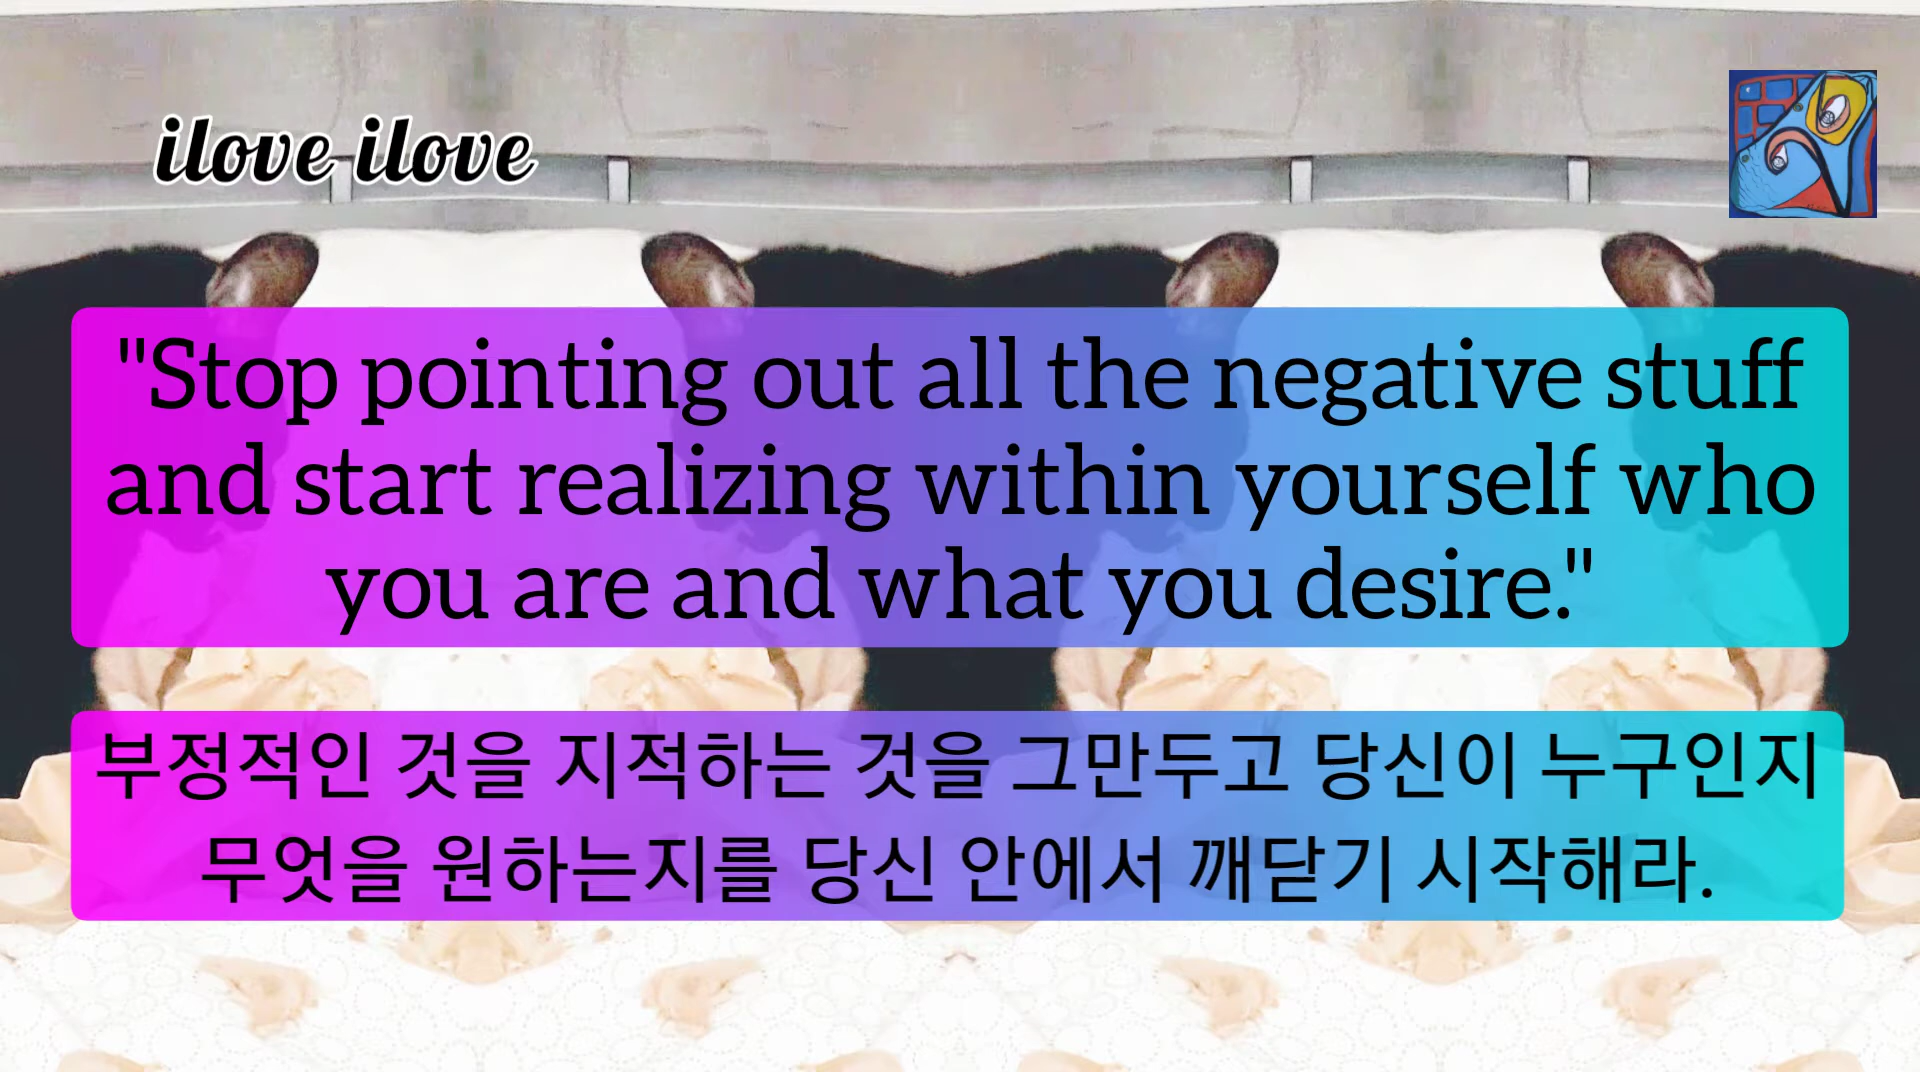 ilove ilove
"Stop pointing out all the negative stuff
and start realizing within yourself who
you are and what you desire."
부정적인 것을 지적하는 것을 그만두고 당신이 누구인지
무엇을 원하는지를 당신 안에서 깨닫기 시작해라.